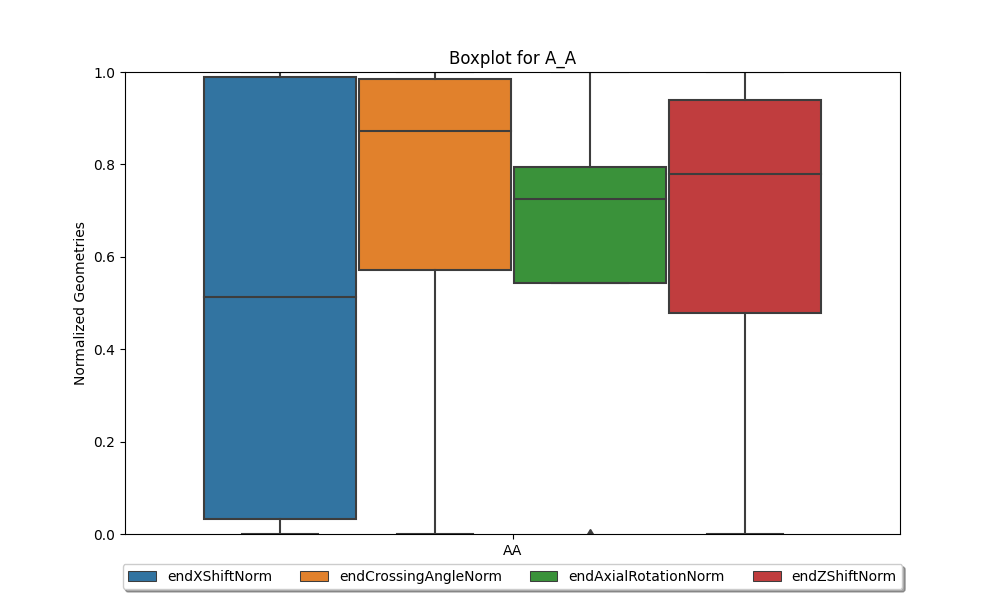 Boxplot for A_A
1.0
0.8
0.6
0.4
0.2
0.0
Normalized Geometries
AA
endXShiftNorm endCrossingAngleNorm endAxialRotationNorm endZShiftNorm